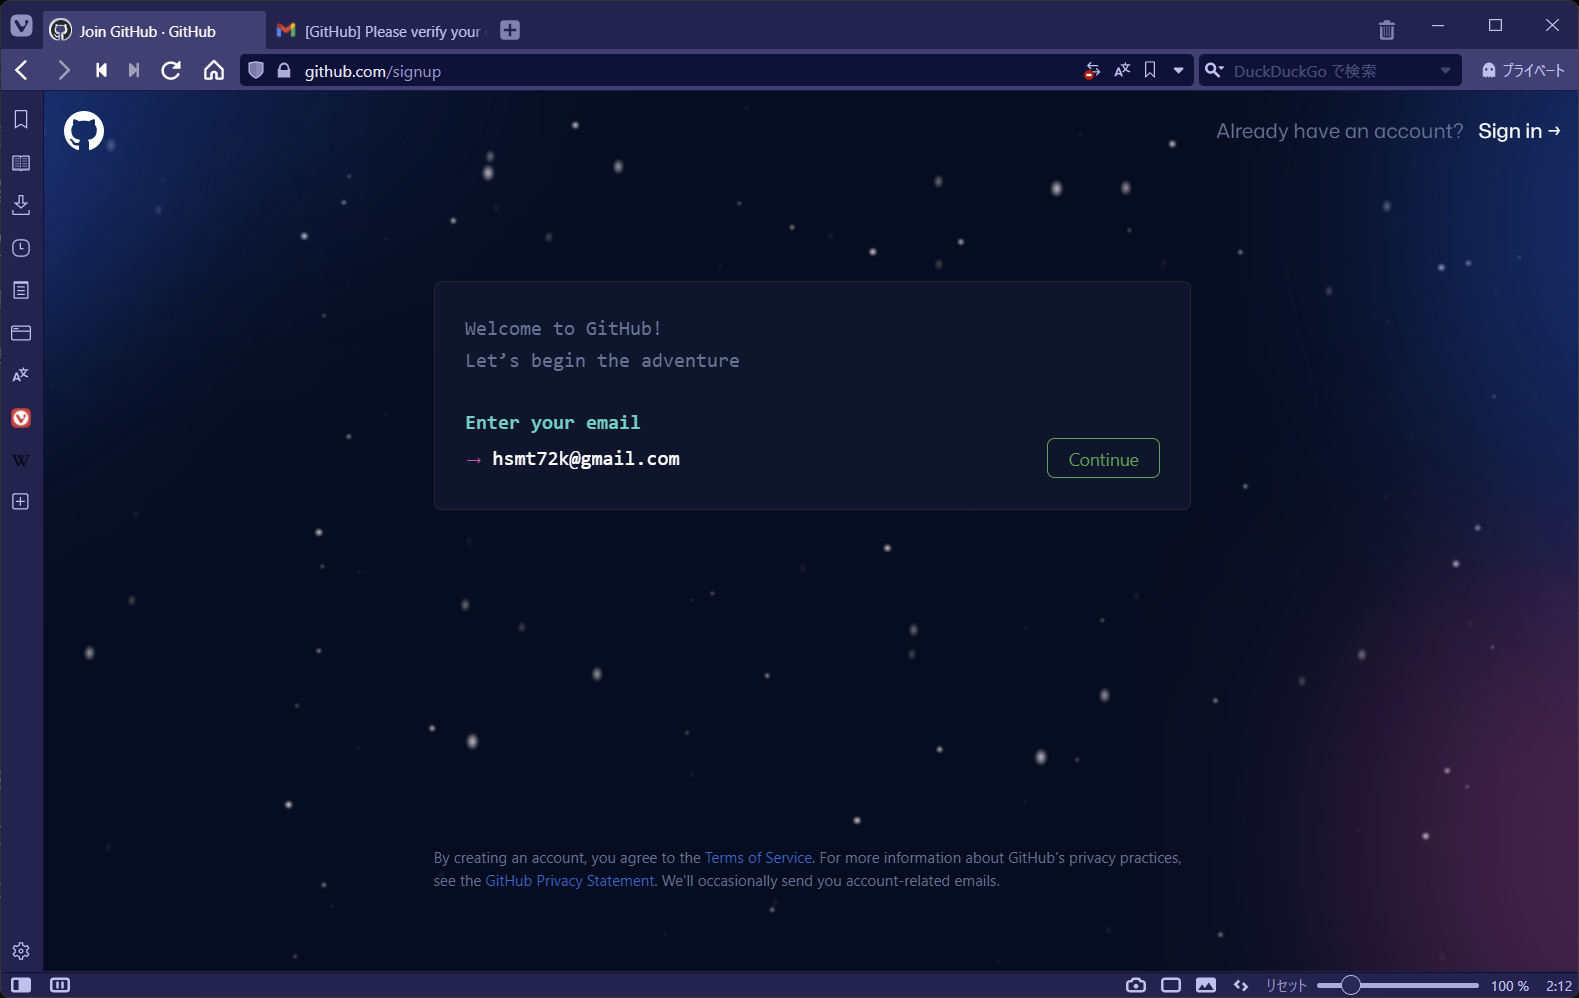 Join GitHub · GitHub
[GitHub] Please verify your
github.com/signup
DuckDuckGo で検索
プライベート
Already have an account? Sign in →
Welcome to GitHub!
Let’s begin the adventure
Enter your email
→ hsmt72k@gmail.com
Continue
By creating an account, you agree to the Terms of Service. For more information about GitHub's privacy practices,
see the GitHub Privacy Statement. We'll occasionally send you account-related emails.
リセット
100 %
2:12